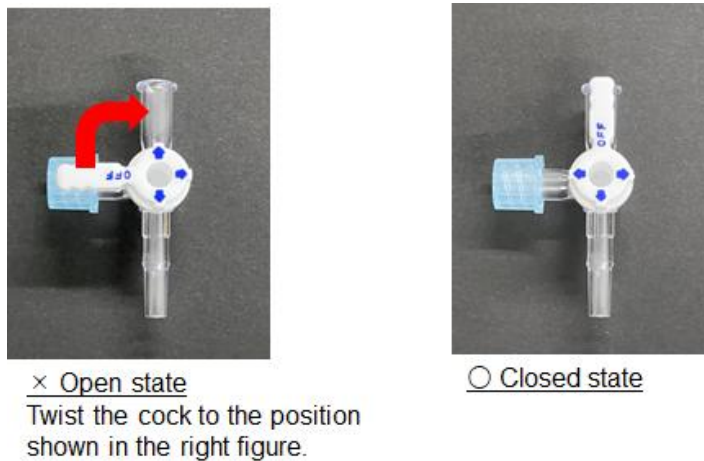 OFF
OFF
× Open state
Twist the cock to the position
shown in the right figure.
○ Closed state